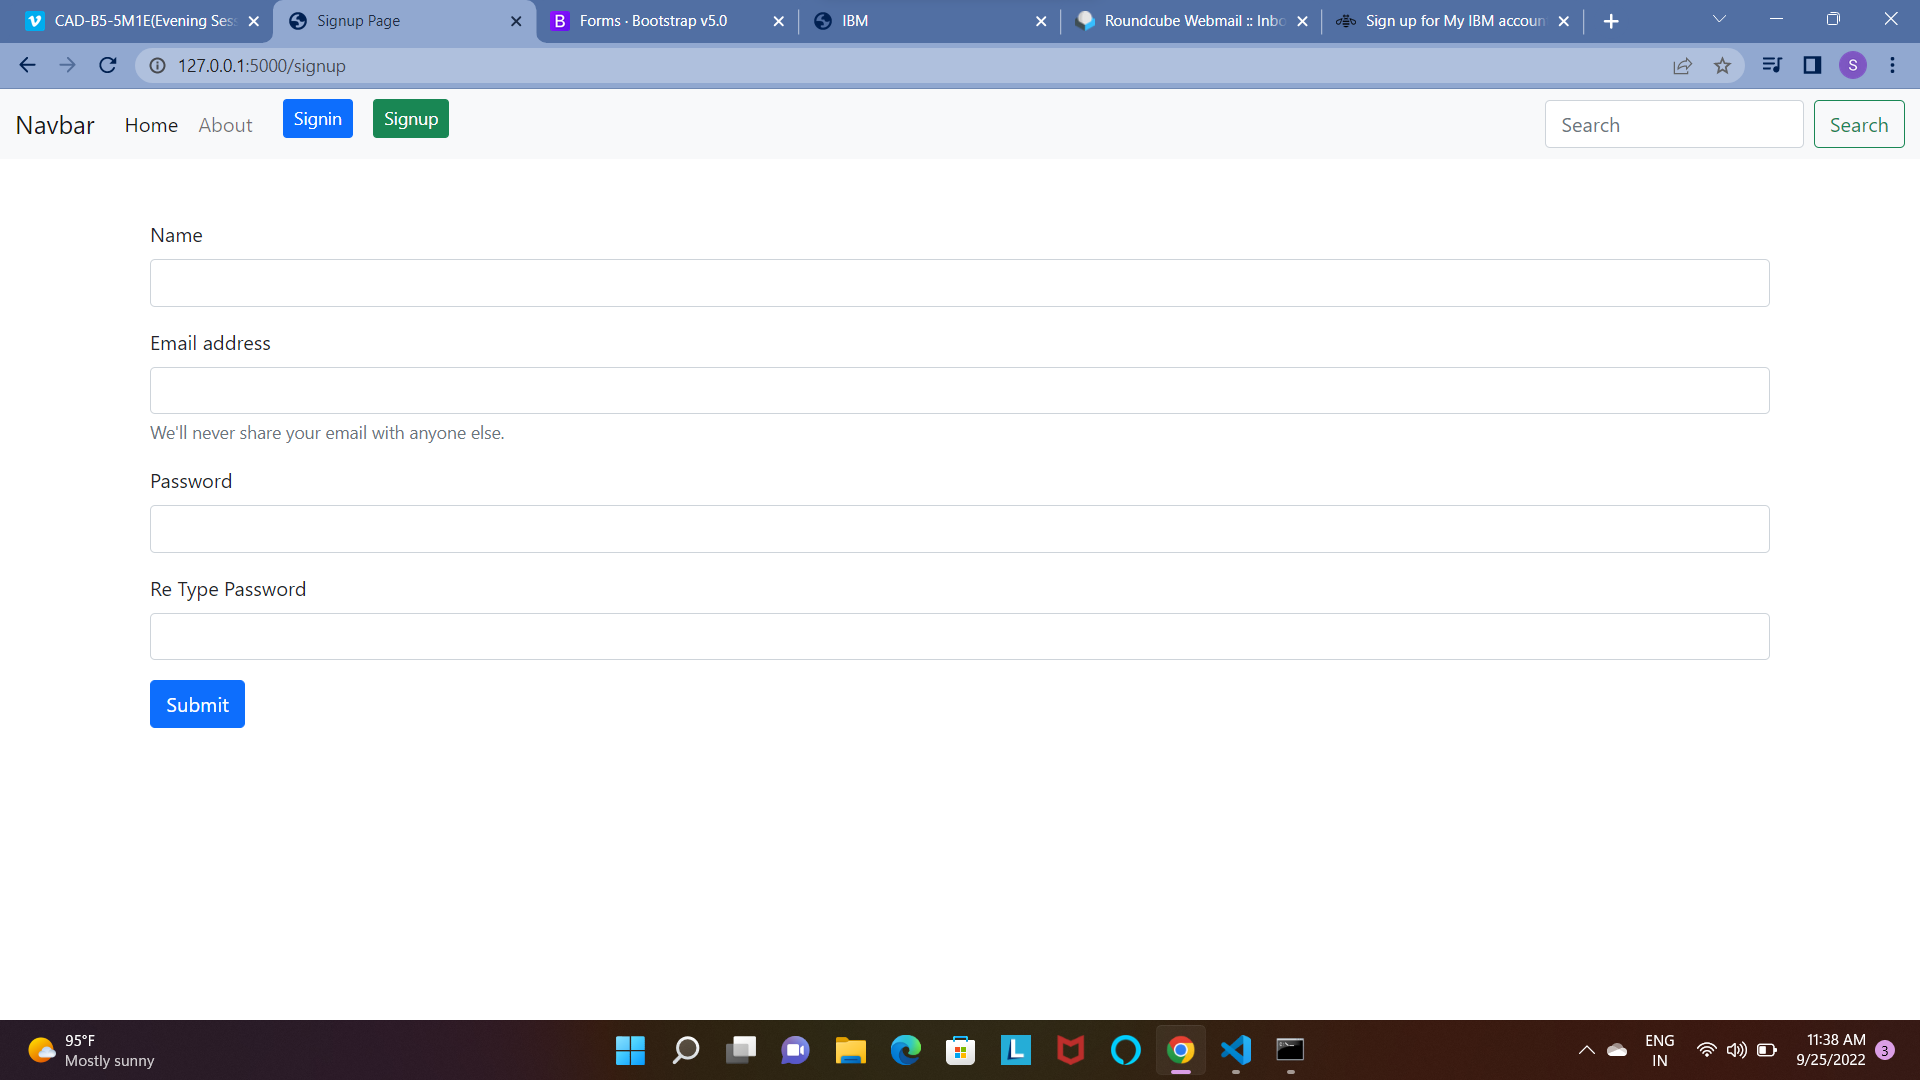 CAD-B5-5M1E(Evening Ses
Signup Page
Forms · Bootstrap v5.0
IBM
Roundcube Webmail :: Inbo
Sign up for My IBM accoun
127.0.0.1:5000/signup
S
Navbar
Home
About
Signin
Signup
Search
Search
Name
Email address
We'll never share your email with anyone else.
Password
Re Type Password
Submit
95°F
Mostly sunny
ENG
IN
11:38 AM
9/25/2022
3